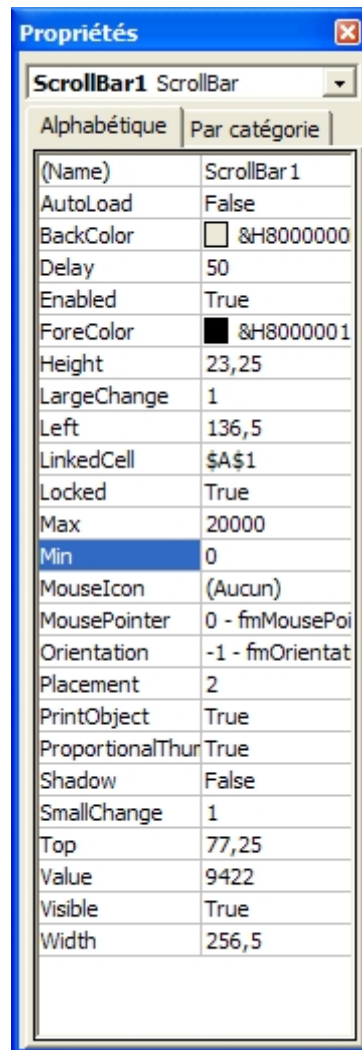 Propriétés
ScrollBar1 ScrollBar
Alphabétique Par catégorie
(Name) ScrollBar1
AutoLoad False
BackColor &H8000000
Delay 50
Enabled True
ForeColor &H8000001
Height 23,25
LargeChange 1
Left 136,5
LinkedCell $A$1
Locked True
Max 20000
Min 0
MouseIcon (Aucun)
MousePointer 0 - fmMousePoi
Orientation -1 - fmOrientat
Placement 2
PrintObject True
ProportionalThur True
Shadow False
SmallChange 1
Top 77,25
Value 9422
Visible True
Width 256,5